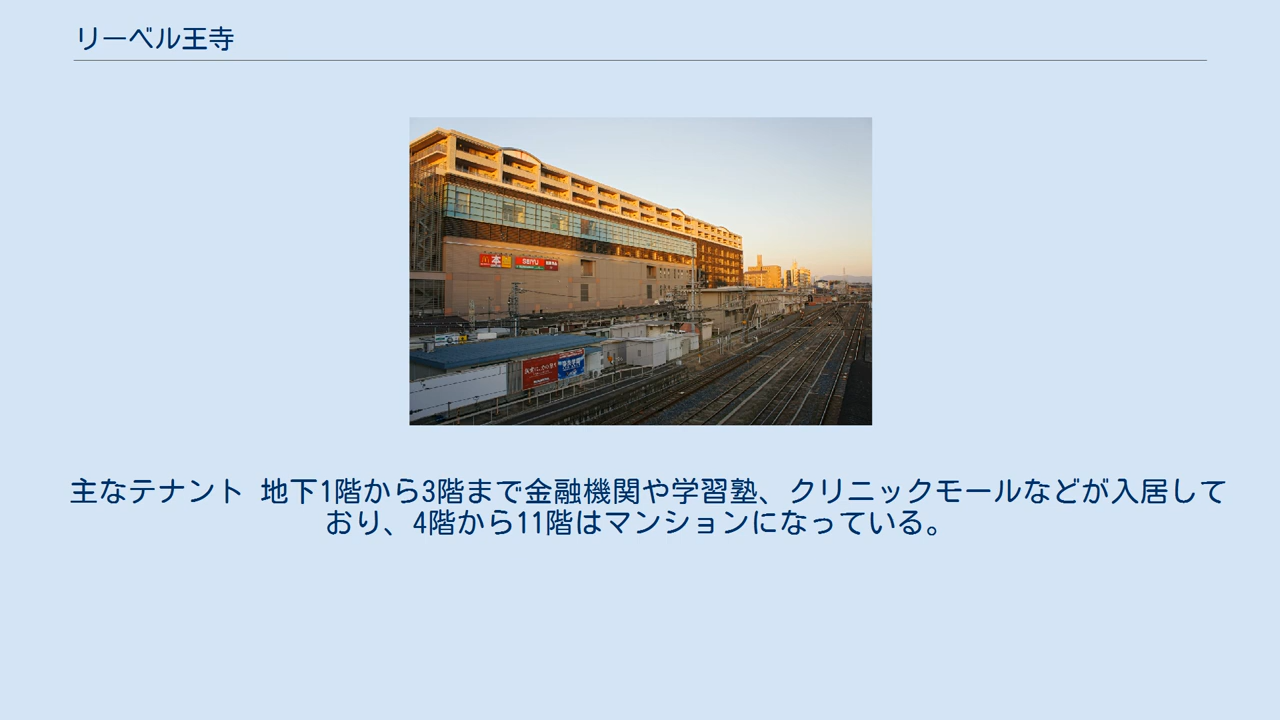 リーベル王寺
本
SEIYU
主なテナント 地下1階から3階まで金融機関や学習塾、クリニックモールなどが入居して
おり、4階から11階はマンションになっている。